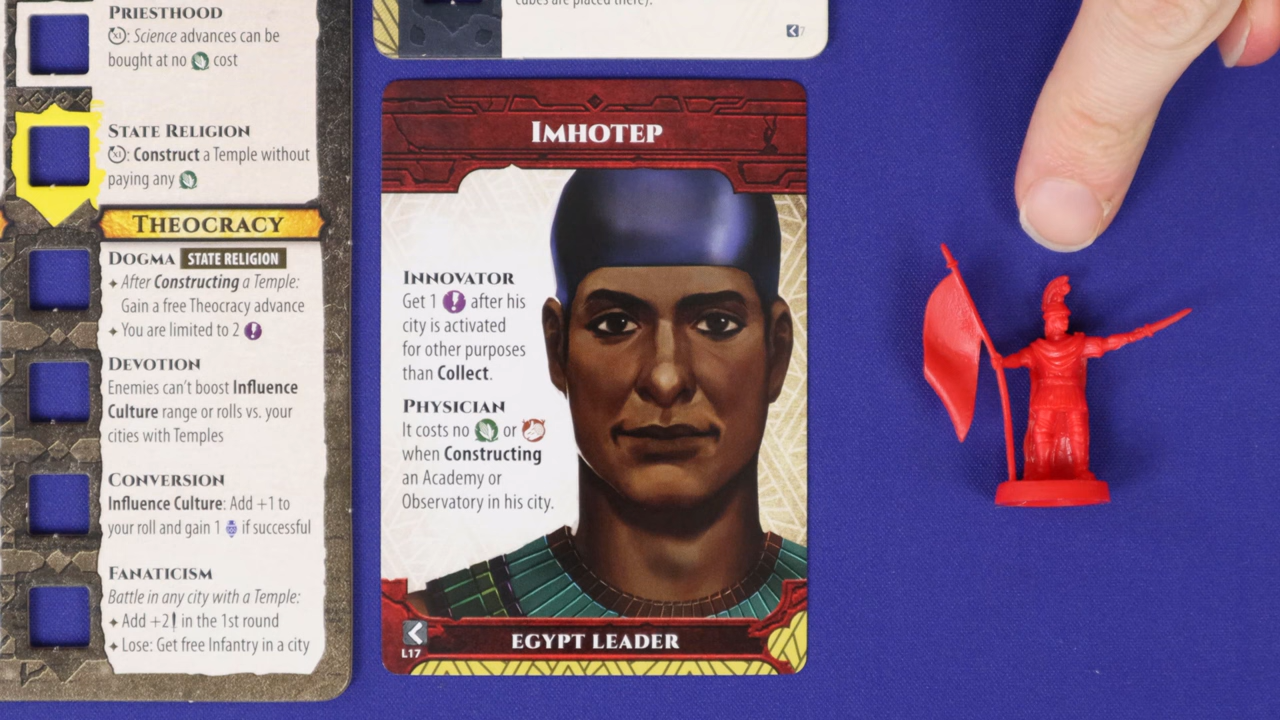 PRIESTHOOD
x1: Science advances can be
bought at no cost
STATE RELIGION
x1: Construct a Temple without
paying any
THEOCRACY
DOGMA STATE RELIGION
After Constructing a Temple:
Gain a free Theocracy advance
You are limited to 2
DEVOTION
Enemies can't boost Influence
Culture range or rolls vs. your
cities with Temples
CONVERSION
Influence Culture: Add +1 to
your roll and gain 1 if successful
FANATICISM
Battle in any city with a Temple:
Add +2 in the 1st round
Lose: Get free Infantry in a city
cubes are placed there).
7
IMHOTEP
INNOVATOR
Get 1 after his
city is activated
for other purposes
than Collect.
PHYSICIAN
It costs no or
when Constructing
an Academy or
Observatory in his city.
L17
EGYPT LEADER